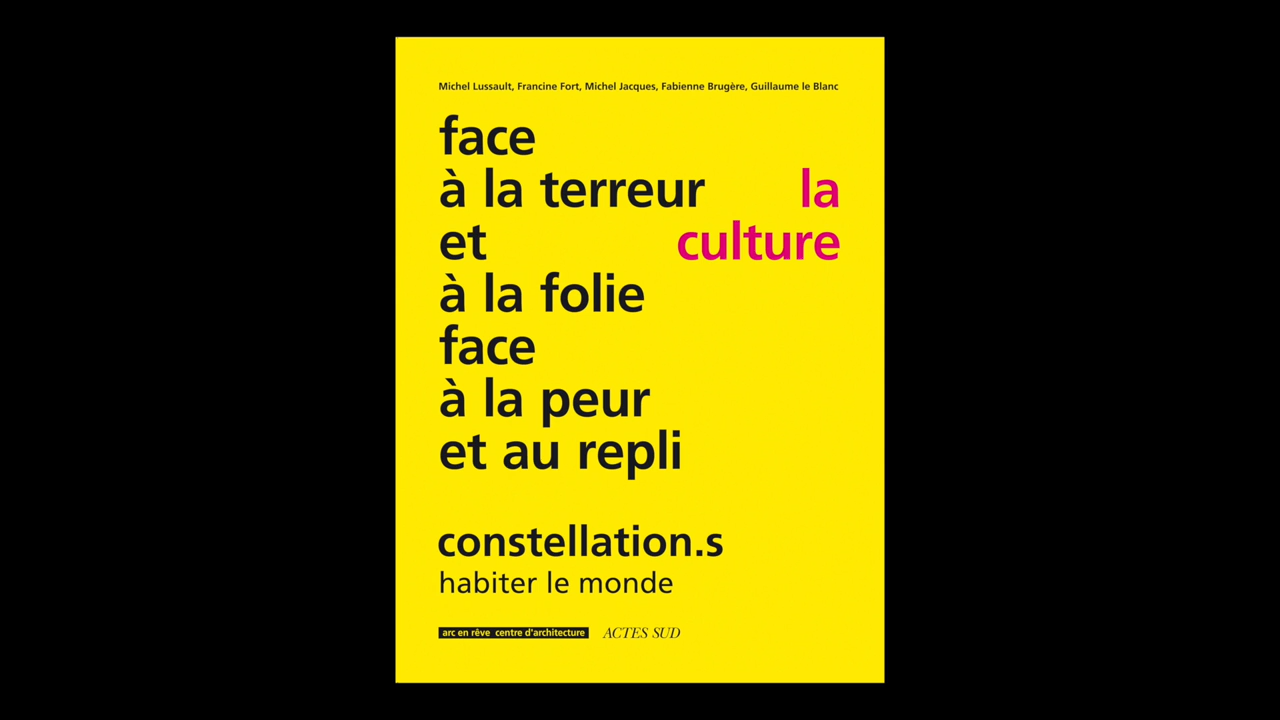 Michel Lussault, Francine Fort, Michel Jacques, Fabienne Brugère, Guillaume le Blanc
face
à la terreur la
et culture
à la folie
face
à la peur
et au repli
constellation.s
habiter le monde
arc en rêve centre d'architecture ACTES SUD